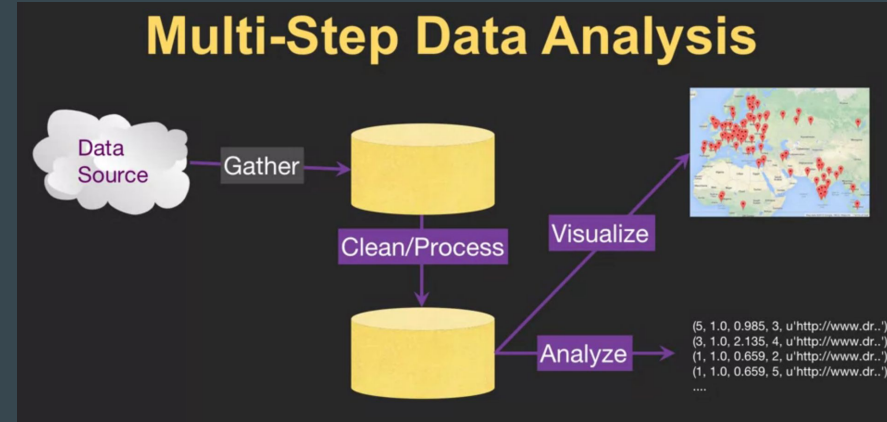 Multi-Step Data Analysis
Data
Source
Gather
Clean/Process
Visualize
Analyze
(5, 1.0, 0.985, 3, u'http://www.dr..')
(3, 1.0, 2.135, 4, u'http://www.dr..')
(1, 1.0, 0.659, 2, u'http://www.dr..')
(1, 1.0, 0.659, 5, u'http://www.dr..')
....